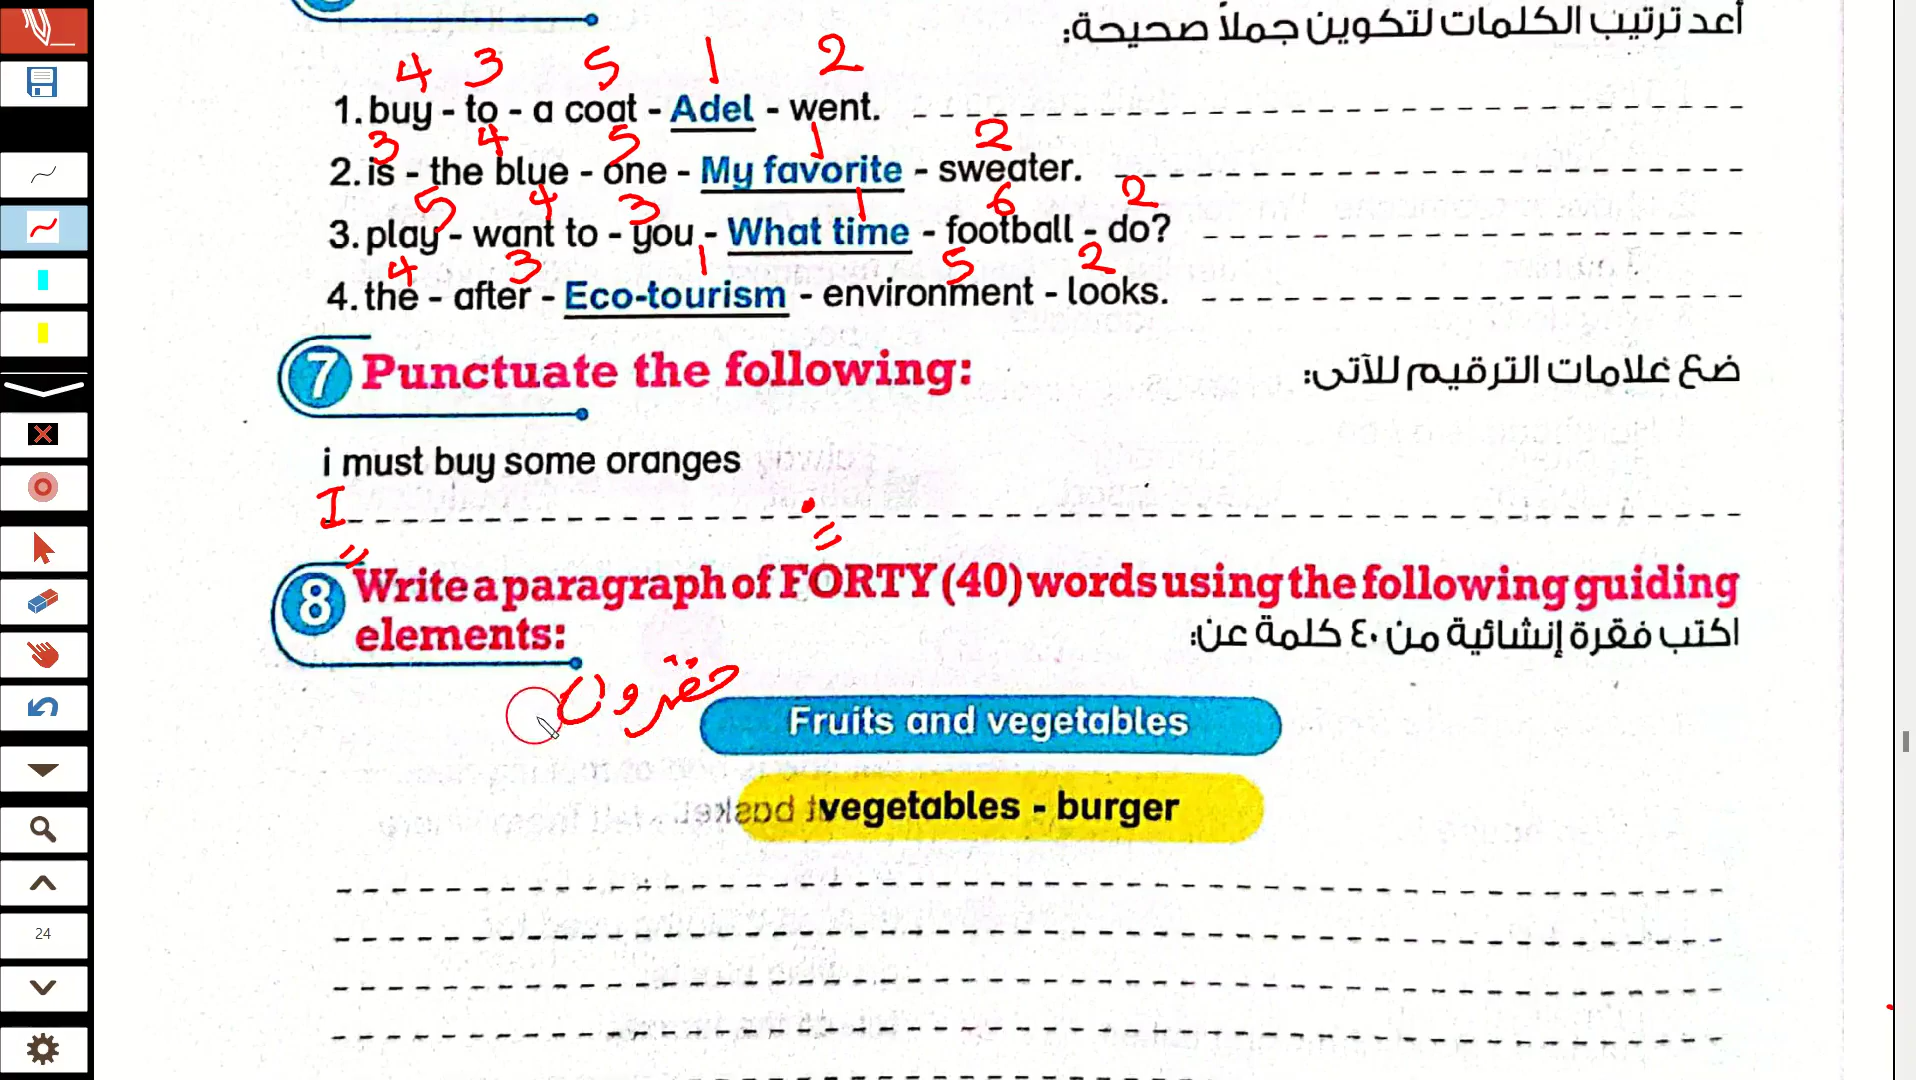 أعد ترتيب الكلمات لتكوين جملاً صحيحة:
4 3 5 1 2
1. buy - to - a coat - Adel - went.
3 4 5 1 2
2. is - the blue - one - My favorite - sweater.
5 4 3 1 6 2
3. play - want to - you - What time - football - do?
4 3 1 5 2
4. the - after - Eco-tourism - environment - looks.
7 Punctuate the following:
ضع علامات الترقيم للآتى:
i must buy some oranges
I .
8 Write a paragraph of FORTY (40) words using the following guiding
elements:
اكتب فقرة إنشائية من ٤٠ كلمة عن:
Fruits and vegetables
vegetables - burger
24